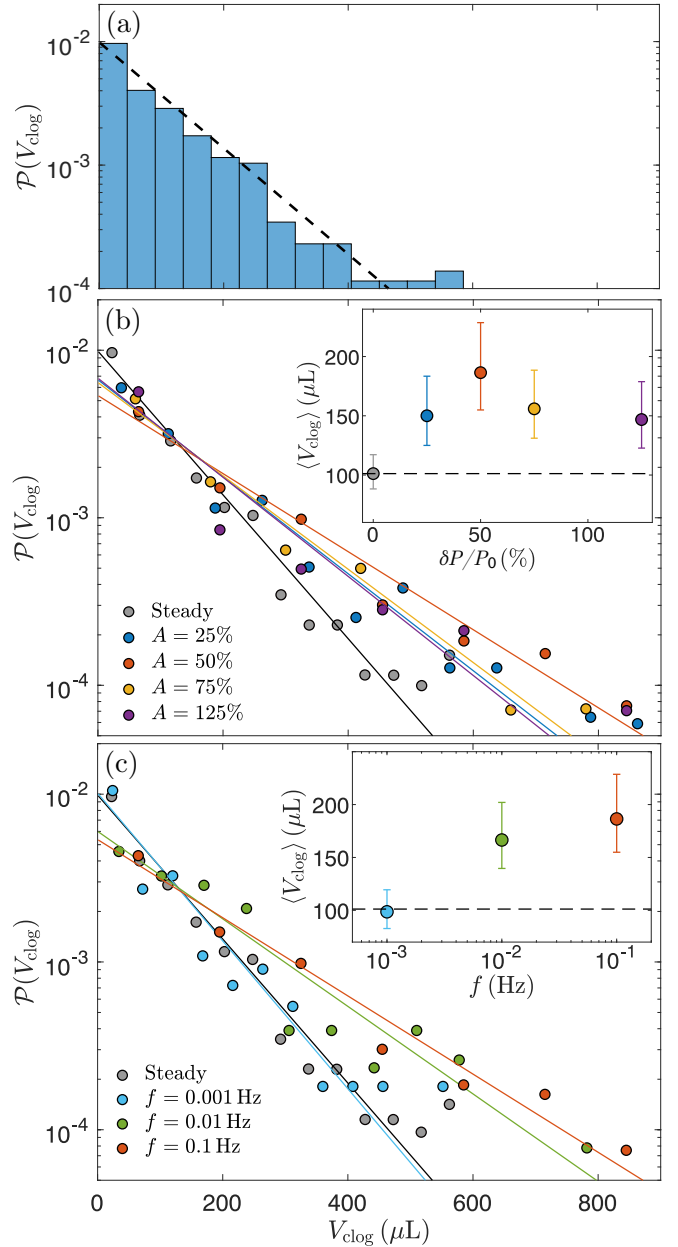 (a)
10⁻²
10⁻³
10⁻⁴
𝒫(V_clog)
(b)
10⁻²
10⁻³
10⁻⁴
𝒫(V_clog)
Steady
A = 25%
A = 50%
A = 75%
A = 125%
200
150
100
⟨V_clog⟩ (μL)
0 50 100
δP/P₀ (%)
(c)
10⁻²
10⁻³
10⁻⁴
𝒫(V_clog)
Steady
f = 0.001 Hz
f = 0.01 Hz
f = 0.1 Hz
200
150
100
⟨V_clog⟩ (μL)
10⁻³ 10⁻² 10⁻¹
f (Hz)
0 200 400 600 800
V_clog (μL)